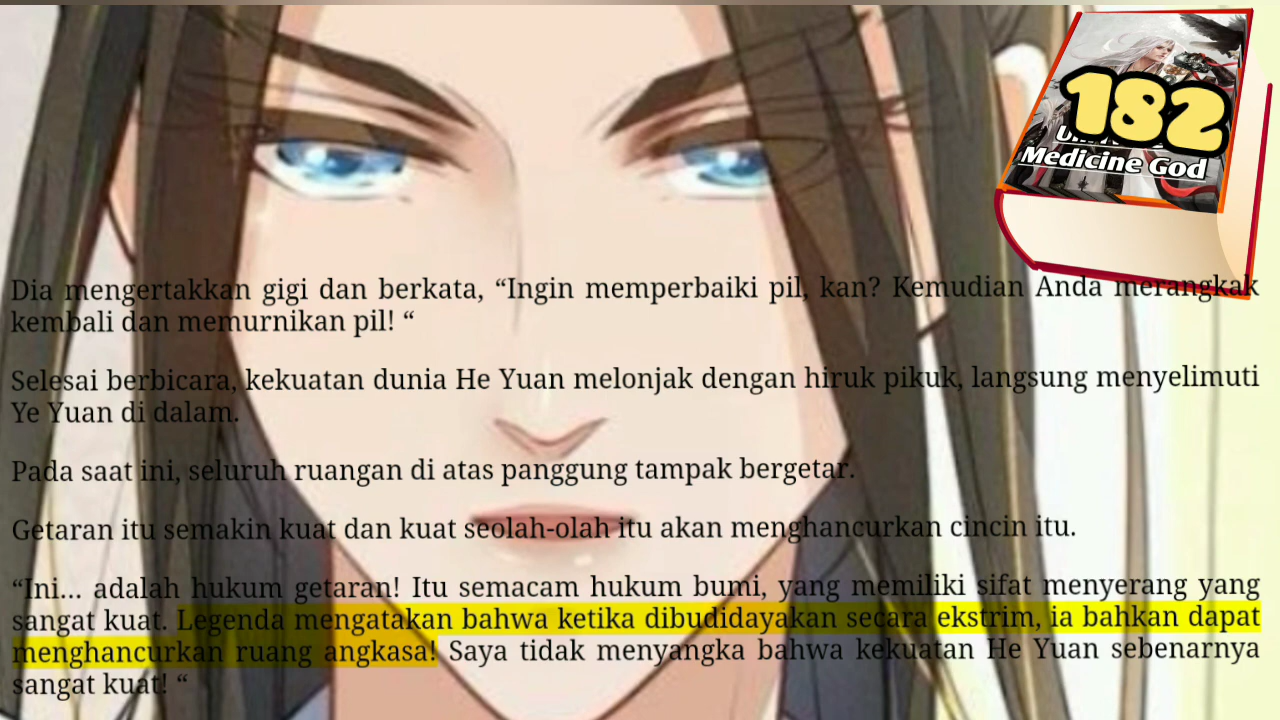 182
Medicine God
Dia mengertakkan gigi dan berkata, “Ingin memperbaiki pil, kan? Kemudian Anda merangkak
kembali dan memurnikan pil! “
Selesai berbicara, kekuatan dunia He Yuan melonjak dengan hiruk pikuk, langsung menyelimuti
Ye Yuan di dalam.
Pada saat ini, seluruh ruangan di atas panggung tampak bergetar.
Getaran itu semakin kuat dan kuat seolah-olah itu akan menghancurkan cincin itu.
“Ini... adalah hukum getaran! Itu semacam hukum bumi, yang memiliki sifat menyerang yang
sangat kuat. Legenda mengatakan bahwa ketika dibudidayakan secara ekstrim, ia bahkan dapat
menghancurkan ruang angkasa! Saya tidak menyangka bahwa kekuatan He Yuan sebenarnya
sangat kuat! “